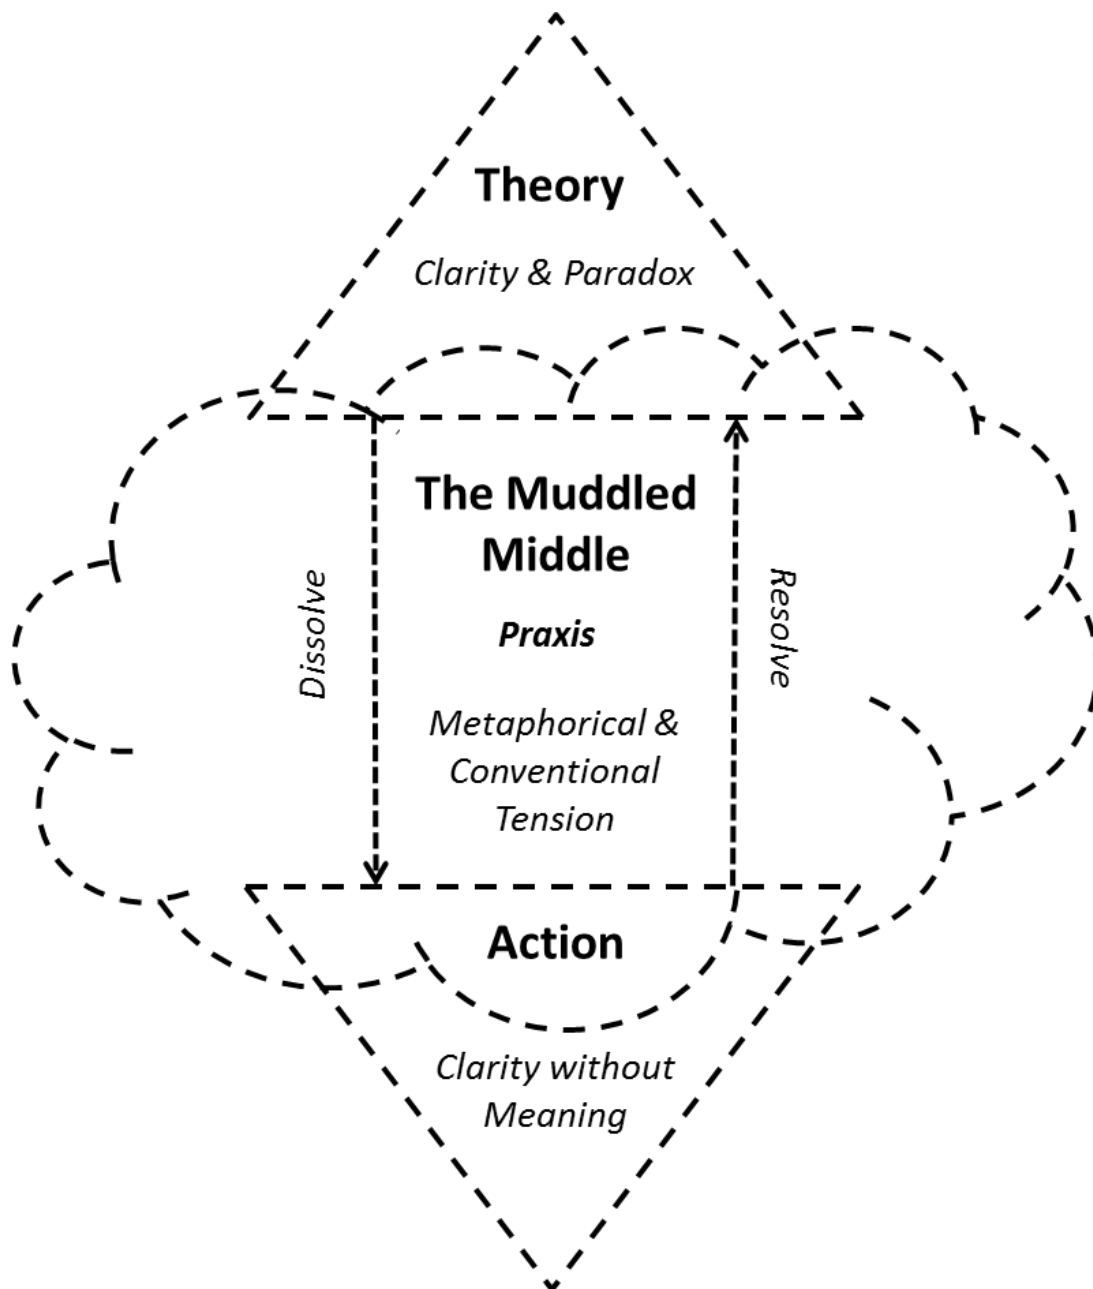 Theory
Clarity & Paradox
The Muddled
Middle
Dissolve
Praxis
Resolve
Metaphorical &
Conventional
Tension
Action
Clarity without
Meaning